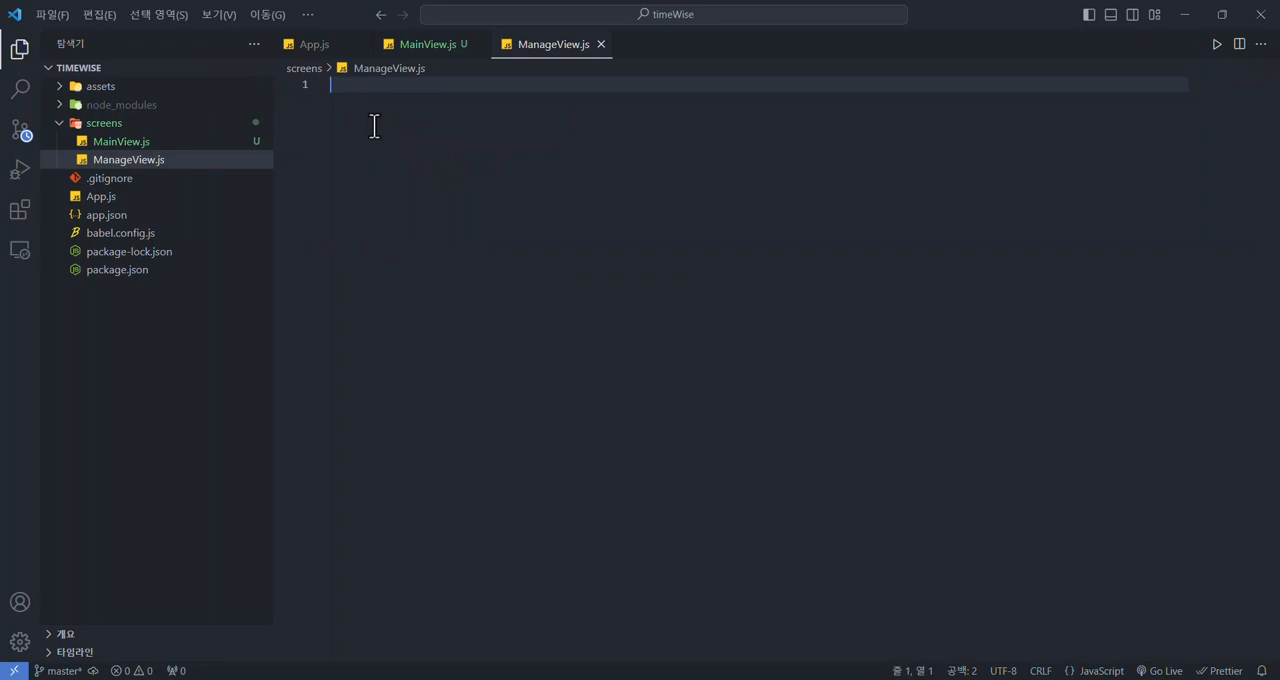 파일(F) 편집(E) 선택 영역(S) 보기(V) 이동(G) ··· timeWise
탐색기 ···
App.js MainView.js U ManageView.js
TIMEWISE
screens > ManageView.js
1
assets
node_modules
screens
MainView.js U
ManageView.js
.gitignore
App.js
app.json
babel.config.js
package-lock.json
package.json
개요
타임라인
master* 0 0 0 줄 1, 열 1 공백: 2 UTF-8 CRLF {} JavaScript Go Live Prettier